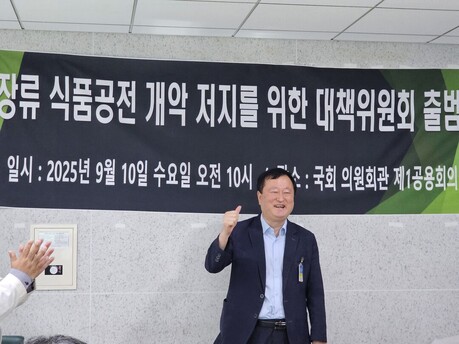 장류 식품공전 개악 저지를 위한 대책위원회 출범
일시 : 2025년 9월 10일 수요일 오전 10시 소 : 국회 의원회관 제1공용회의